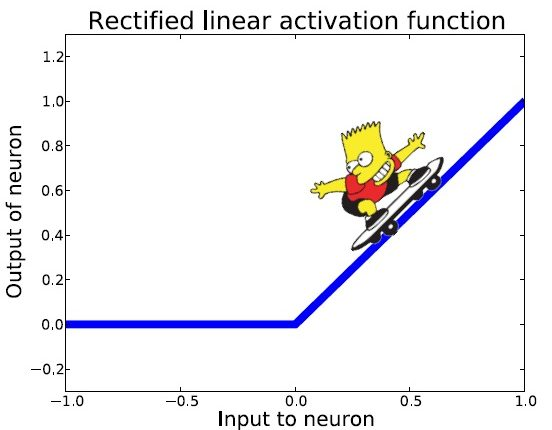 Rectified linear activation function
Output of neuron
1.2
1.0
0.8
0.6
0.4
0.2
0.0
−0.2
−1.0 −0.5 0.0 0.5 1.0
Input to neuron